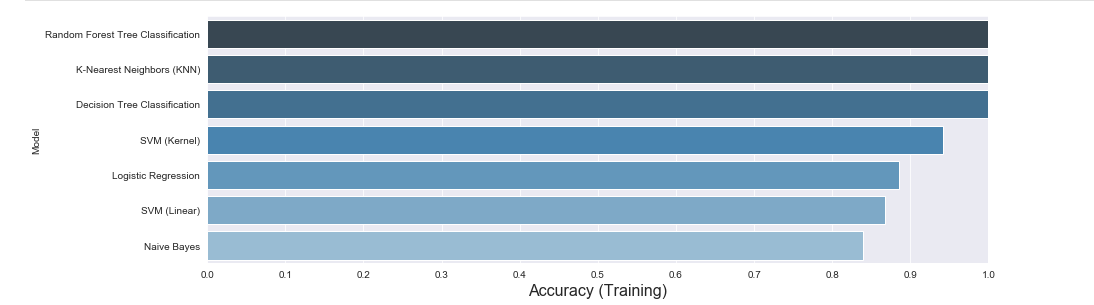 Random Forest Tree Classification
K-Nearest Neighbors (KNN)
Decision Tree Classification
SVM (Kernel)
Logistic Regression
SVM (Linear)
Naive Bayes
Model
0.0 0.1 0.2 0.3 0.4 0.5 0.6 0.7 0.8 0.9 1.0
Accuracy (Training)